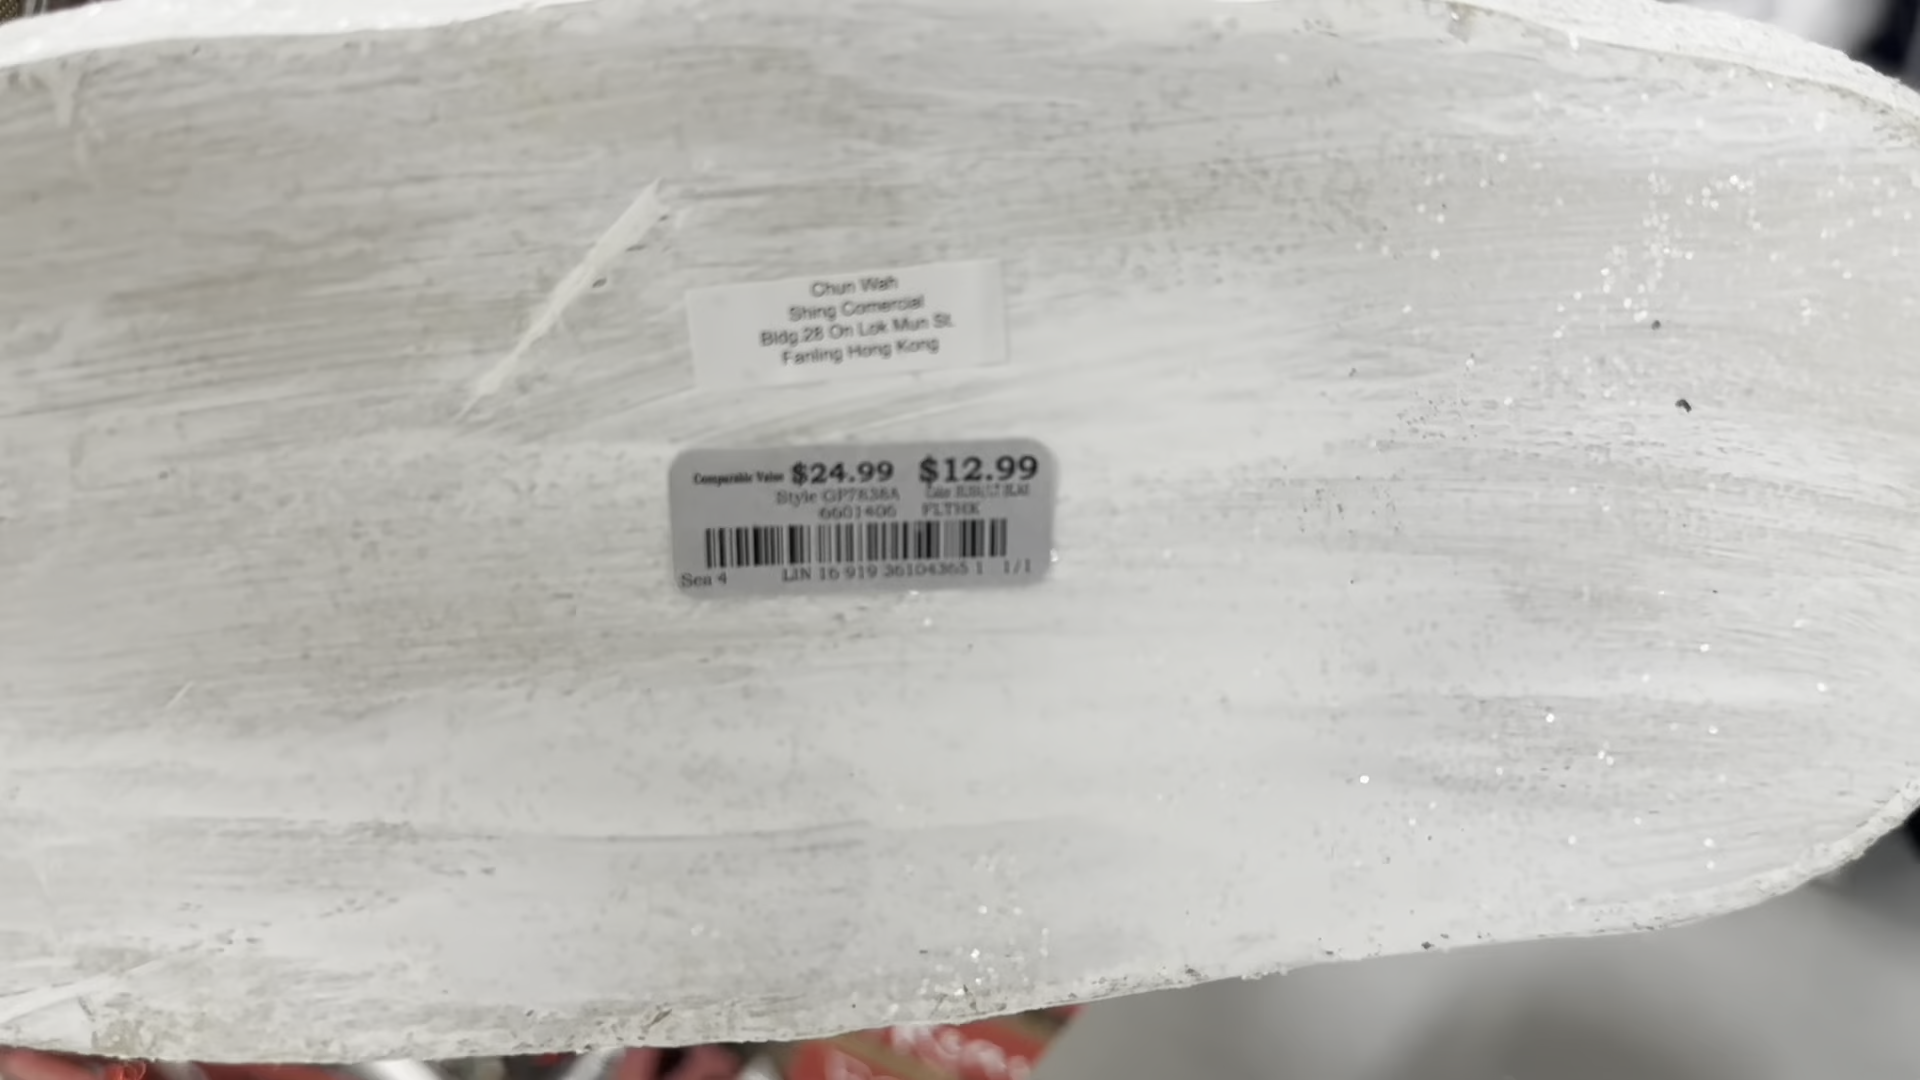 Chun Wah
Shing Comercial
Bldg.28 On Lok Mun St.
Fanling Hong Kong
Comparable Value $24.99 $12.99
Style GP7838A Color
6601406 FLTHK
Sea 4 LIN 16 919 36104365 1 1/1